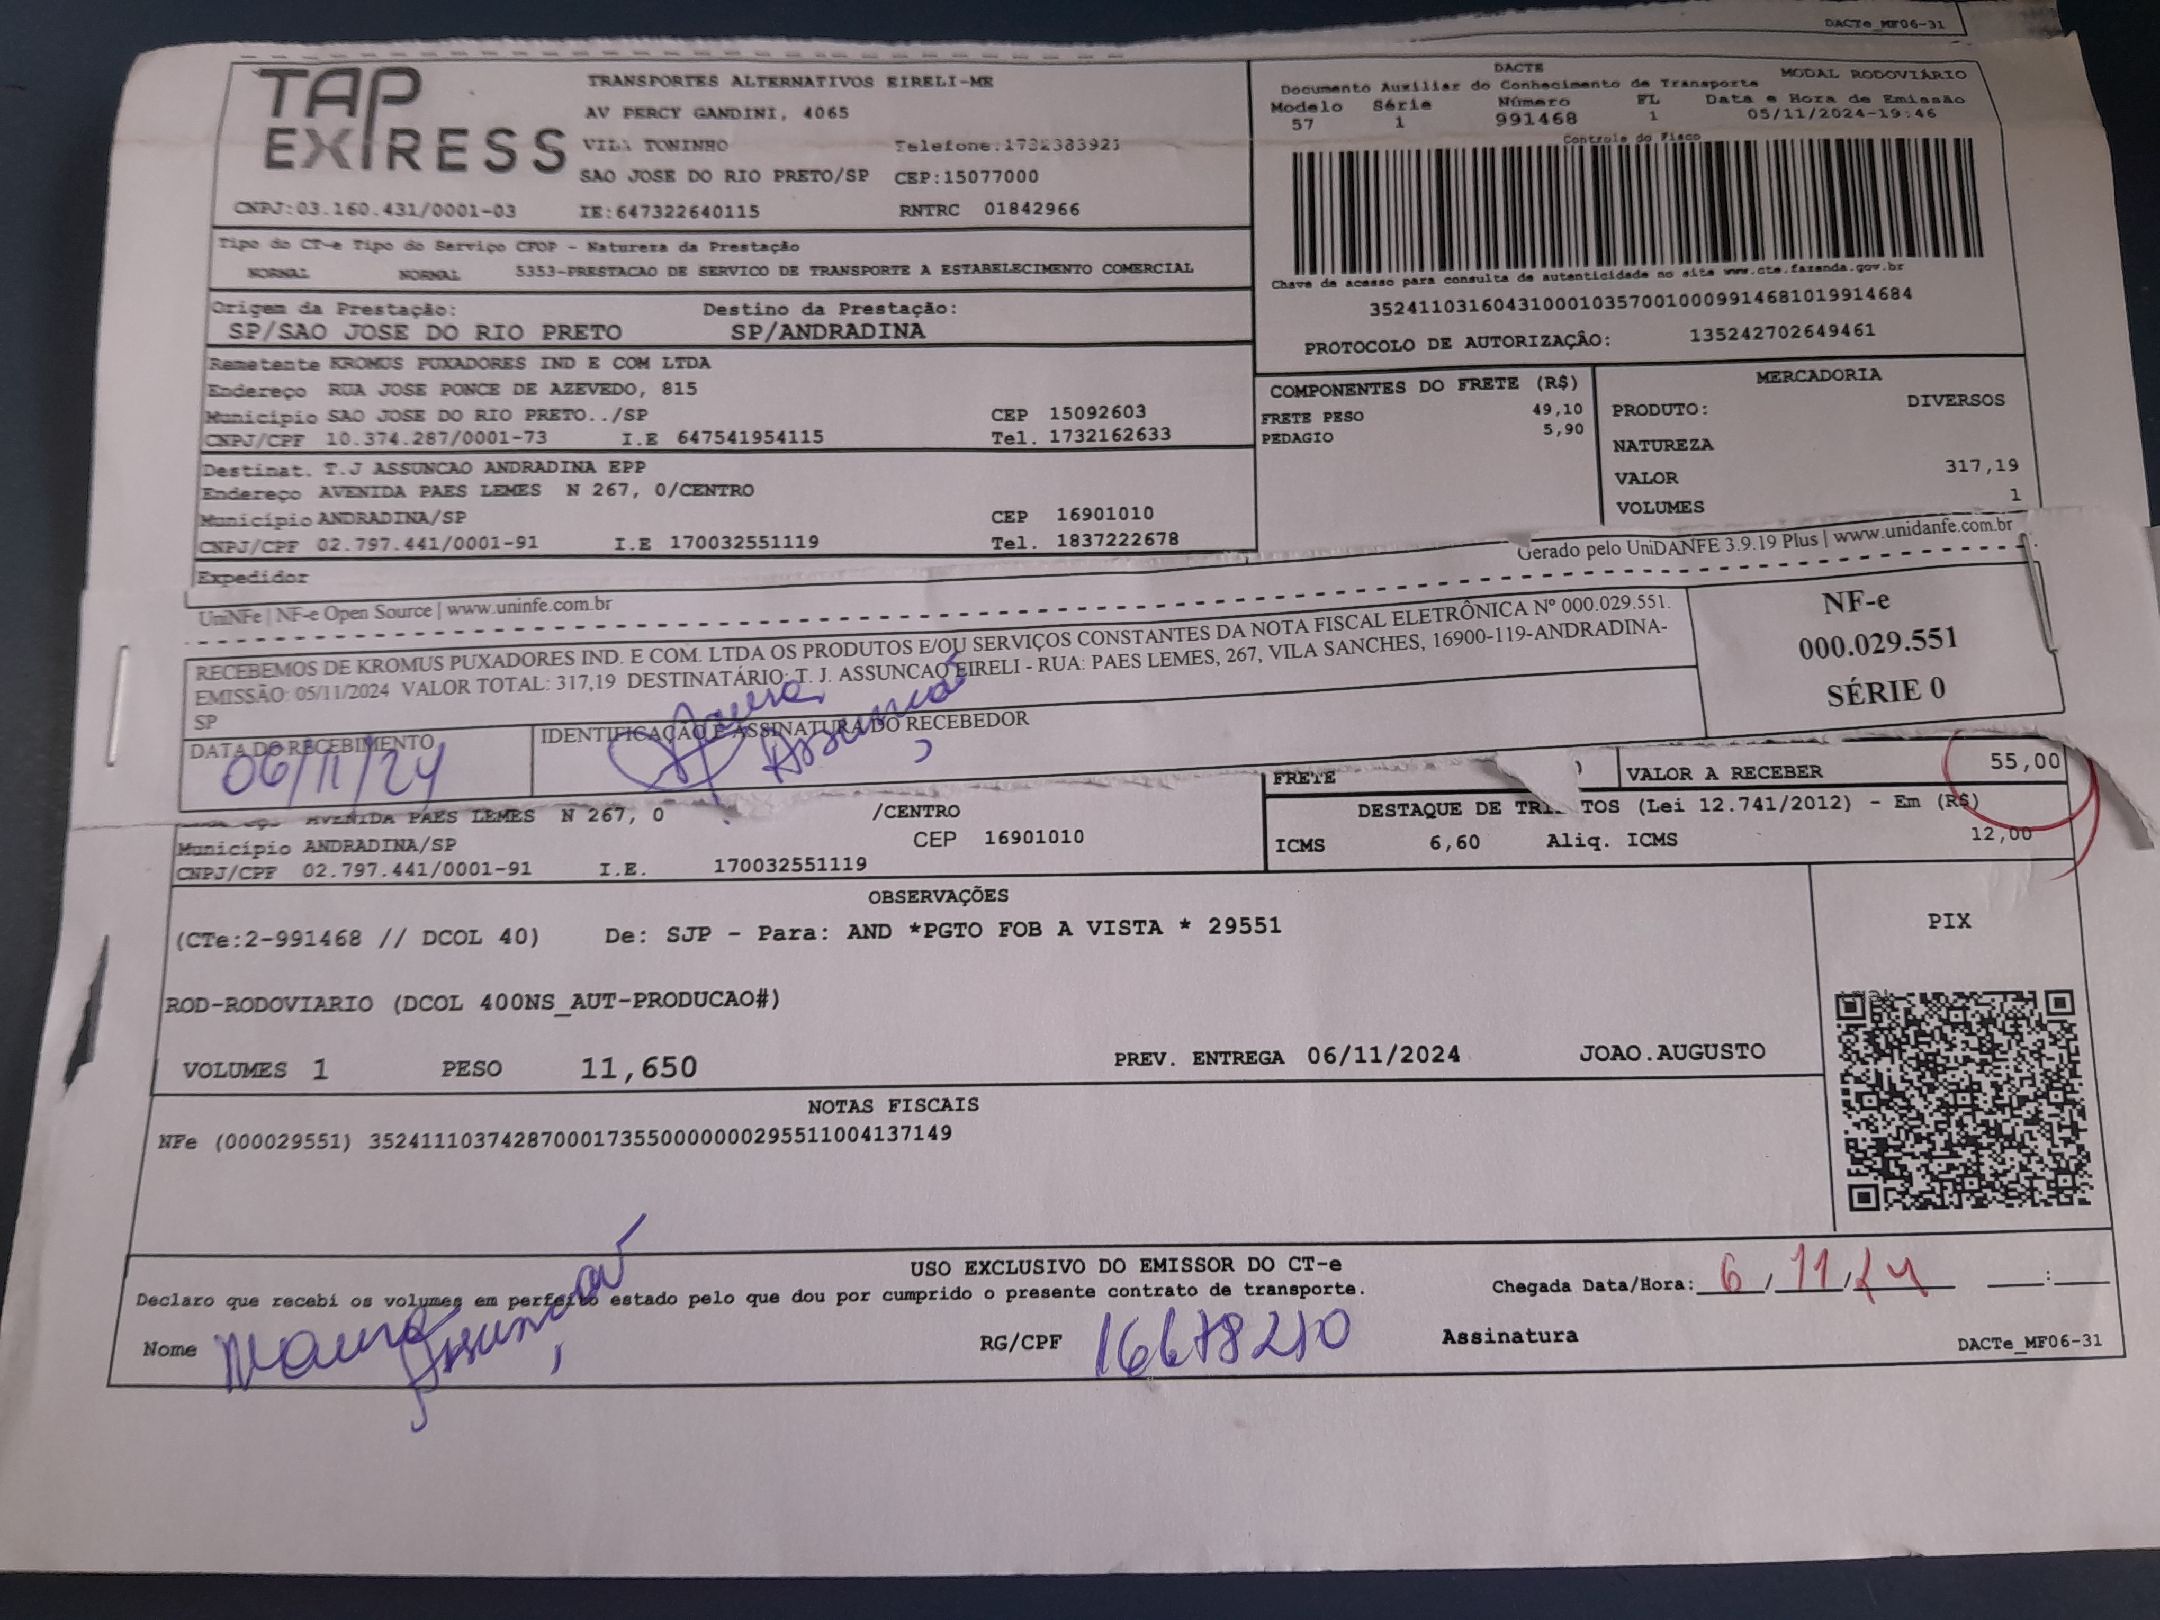 DACTe_MF06-31
TAP EXPRESS
TRANSPORTES ALTERNATIVOS EIRELI-ME
AV PERCY GANDINI, 4065
VILA TONINHO Telefone:1732383923
SAO JOSE DO RIO PRETO/SP CEP:15077000
CNPJ:03.160.431/0001-03 IE:647322640115 RNTRC 01842966
DACTE MODAL RODOVIÁRIO
Documento Auxiliar do Conhecimento de Transporte
Modelo Série Número FL Data e Hora de Emissão
57 1 991468 1 05/11/2024-19:46
Controle do Fisco
Chave de acesso para consulta de autenticidade no site www.cte.fazenda.gov.br
35241103160431000103570010009914681019914684
PROTOCOLO DE AUTORIZAÇÃO: 135242702649461
Tipo do CT-e Tipo do Serviço CFOP - Natureza da Prestação
NORMAL NORMAL 5353-PRESTACAO DE SERVICO DE TRANSPORTE A ESTABELECIMENTO COMERCIAL
Origem da Prestação: Destino da Prestação:
SP/SAO JOSE DO RIO PRETO SP/ANDRADINA
Remetente KROMUS PUXADORES IND E COM LTDA
Endereço RUA JOSE PONCE DE AZEVEDO, 815
Município SAO JOSE DO RIO PRETO../SP CEP 15092603
CNPJ/CPF 10.374.287/0001-73 I.E 647541954115 Tel. 1732162633
Destinat. T.J ASSUNCAO ANDRADINA EPP
Endereço AVENIDA PAES LEMES N 267, 0/CENTRO
Município ANDRADINA/SP CEP 16901010
CNPJ/CPF 02.797.441/0001-91 I.E 170032551119 Tel. 1837222678
Expedidor
COMPONENTES DO FRETE (R$)
FRETE PESO 49,10
PEDAGIO 5,90
MERCADORIA
PRODUTO: DIVERSOS
NATUREZA
VALOR 317,19
VOLUMES 1
UniNFe | NF-e Open Source | www.uninfe.com.br Gerado pelo UniDANFE 3.9.19 Plus | www.unidanfe.com.br
RECEBEMOS DE KROMUS PUXADORES IND. E COM. LTDA OS PRODUTOS E/OU SERVIÇOS CONSTANTES DA NOTA FISCAL ELETRÔNICA Nº 000.029.551.
EMISSÃO: 05/11/2024 VALOR TOTAL: 317,19 DESTINATÁRIO: T. J. ASSUNCAO EIRELI - RUA: PAES LEMES, 267, VILA SANCHES, 16900-119-ANDRADINA-
SP
NF-e
000.029.551
SÉRIE 0
DATA DO RECEBIMENTO IDENTIFICAÇÃO E ASSINATURA DO RECEBEDOR
06/11/24 Assunção
FRETE ) VALOR A RECEBER 55,00
AVENIDA PAES LEMES N 267, 0 /CENTRO
Município ANDRADINA/SP CEP 16901010
CNPJ/CPF 02.797.441/0001-91 I.E. 170032551119
DESTAQUE DE TRI TOS (Lei 12.741/2012) - Em (R$)
ICMS 6,60 Aliq. ICMS 12,00
OBSERVAÇÕES
(CTe:2-991468 // DCOL 40) De: SJP - Para: AND *PGTO FOB A VISTA * 29551
ROD-RODOVIARIO (DCOL 400NS_AUT-PRODUCAO#)
VOLUMES 1 PESO 11,650 PREV. ENTREGA 06/11/2024 JOAO.AUGUSTO
PIX
NOTAS FISCAIS
NFe (000029551) 35241110374287000173550000000295511004137149
USO EXCLUSIVO DO EMISSOR DO CT-e
Declaro que recebi os volumes em perfeito estado pelo que dou por cumprido o presente contrato de transporte.
Chegada Data/Hora: 6/11/24 :
Nome Assunção RG/CPF Assinatura
DACTe_MF06-31